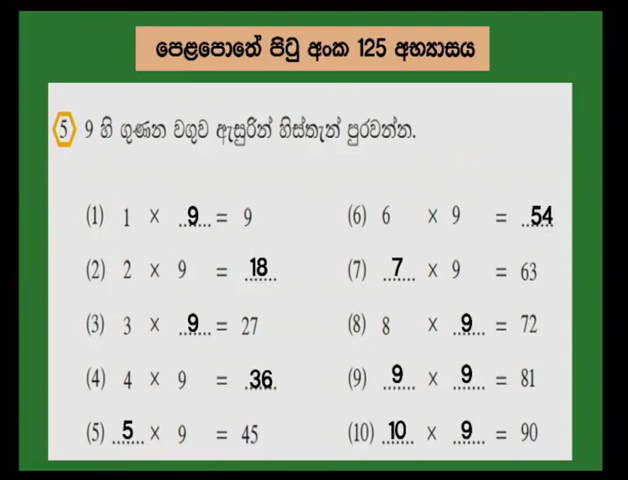 පෙළපොතේ පිටු අංක 125 අභ්‍යාසය
5 9 හි ගුණන වගුව ඇසුරින් හිස්තැන් පුරවන්න.
(1) 1 × ..9.. = 9
(2) 2 × 9 = ..18..
(3) 3 × ..9.. = 27
(4) 4 × 9 = ..36..
(5) ..5.. × 9 = 45
(6) 6 × 9 = ..54..
(7) ..7.. × 9 = 63
(8) 8 × ..9.. = 72
(9) ..9.. × ..9.. = 81
(10) ..10.. × ..9.. = 90